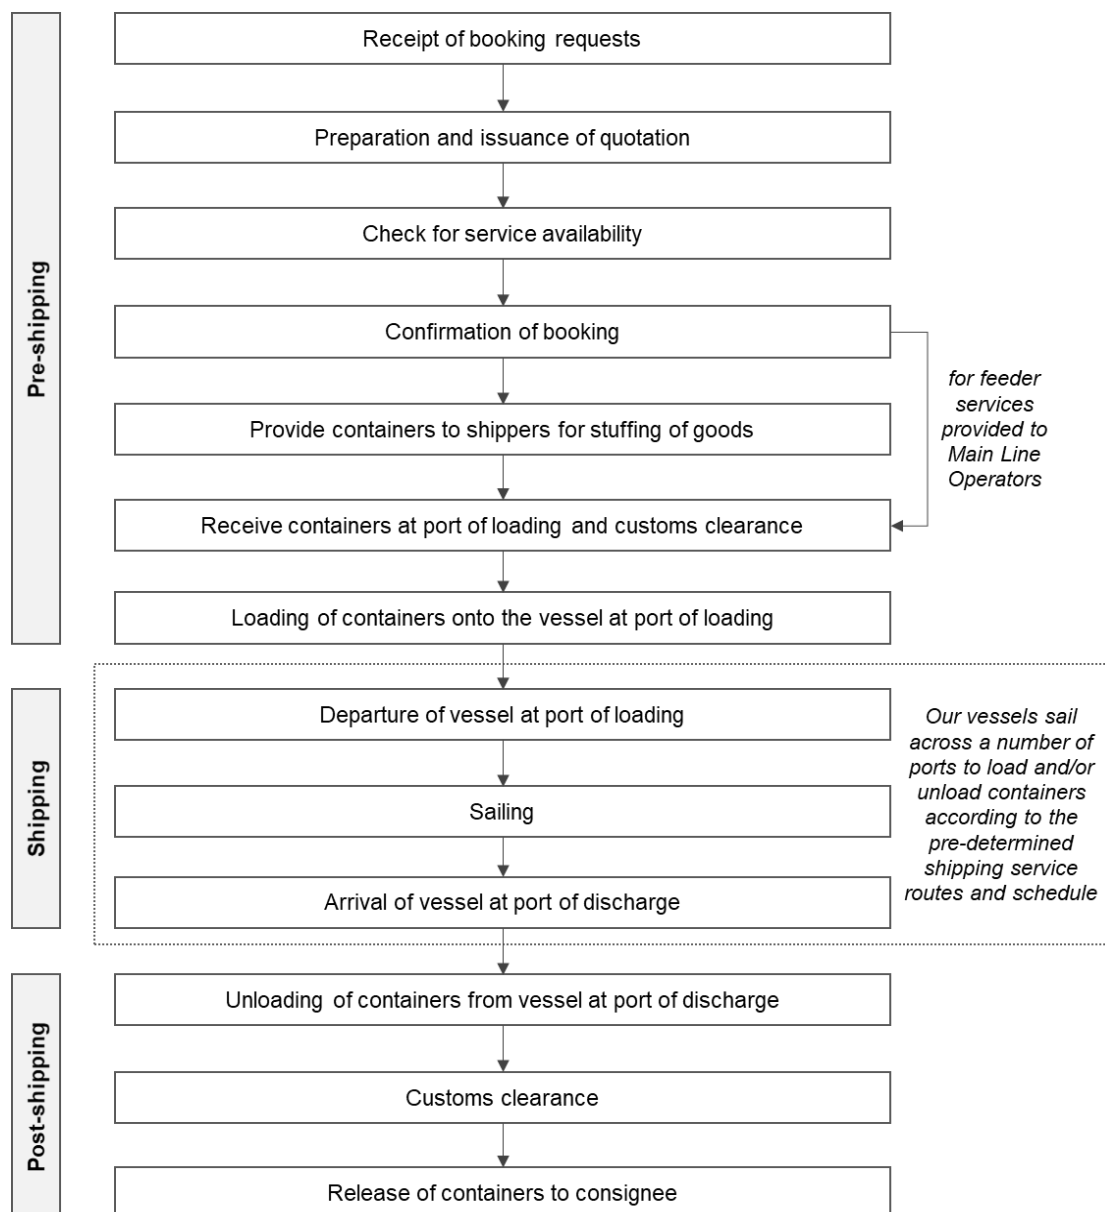 Pre-shipping
Receipt of booking requests
Preparation and issuance of quotation
Check for service availability
Confirmation of booking
for feeder
services
provided to
Main Line
Operators
Provide containers to shippers for stuffing of goods
Receive containers at port of loading and customs clearance
Loading of containers onto the vessel at port of loading
Shipping
Departure of vessel at port of loading
Sailing
Arrival of vessel at port of discharge
Our vessels sail
across a number of
ports to load and/or
unload containers
according to the
pre-determined
shipping service
routes and schedule
Post-shipping
Unloading of containers from vessel at port of discharge
Customs clearance
Release of containers to consignee